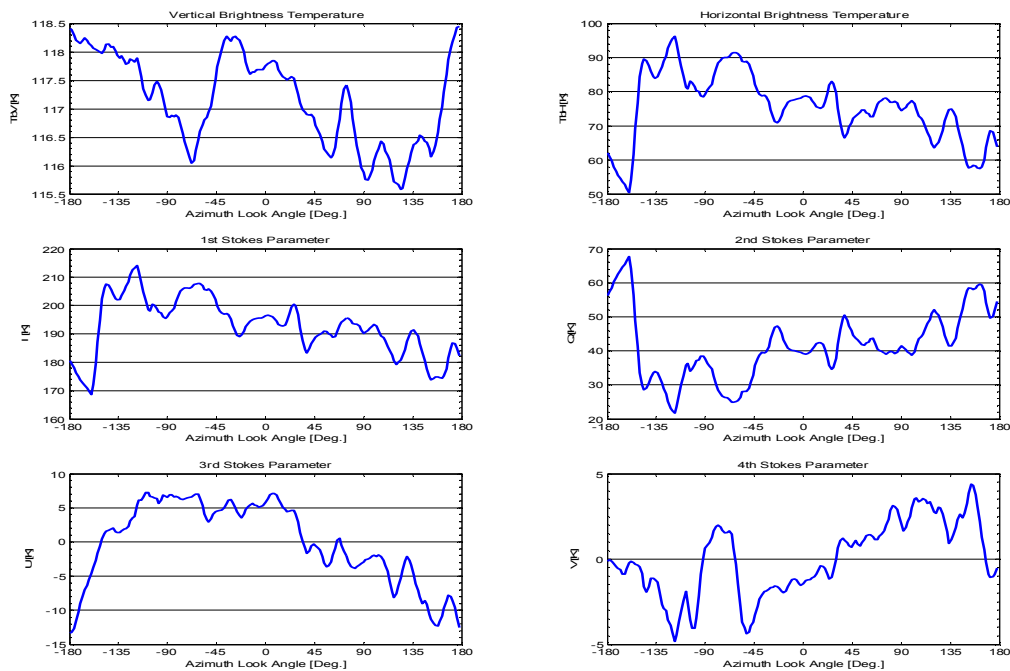 Vertical Brightness Temperature
118.5
118
117.5
117
116.5
116
115.5
TbV[K]
-180 -135 -90 -45 0 45 90 135 180
Azimuth Look Angle [Deg.]
Horizontal Brightness Temperature
100
90
80
70
60
50
TbH[K]
-180 -135 -90 -45 0 45 90 135 180
Azimuth Look Angle [Deg.]
1st Stokes Parameter
220
210
200
190
180
170
160
I [K]
-180 -135 -90 -45 0 45 90 135 180
Azimuth Look Angle [Deg.]
2nd Stokes Parameter
70
60
50
40
30
20
Q[K]
-180 -135 -90 -45 0 45 90 135 180
Azimuth Look Angle [Deg.]
3rd Stokes Parameter
10
5
0
-5
-10
-15
U[K]
-180 -135 -90 -45 0 45 90 135 180
Azimuth Look Angle [Deg.]
4th Stokes Parameter
5
0
-5
V[K]
-180 -135 -90 -45 0 45 90 135 180
Azimuth Look Angle [Deg.]